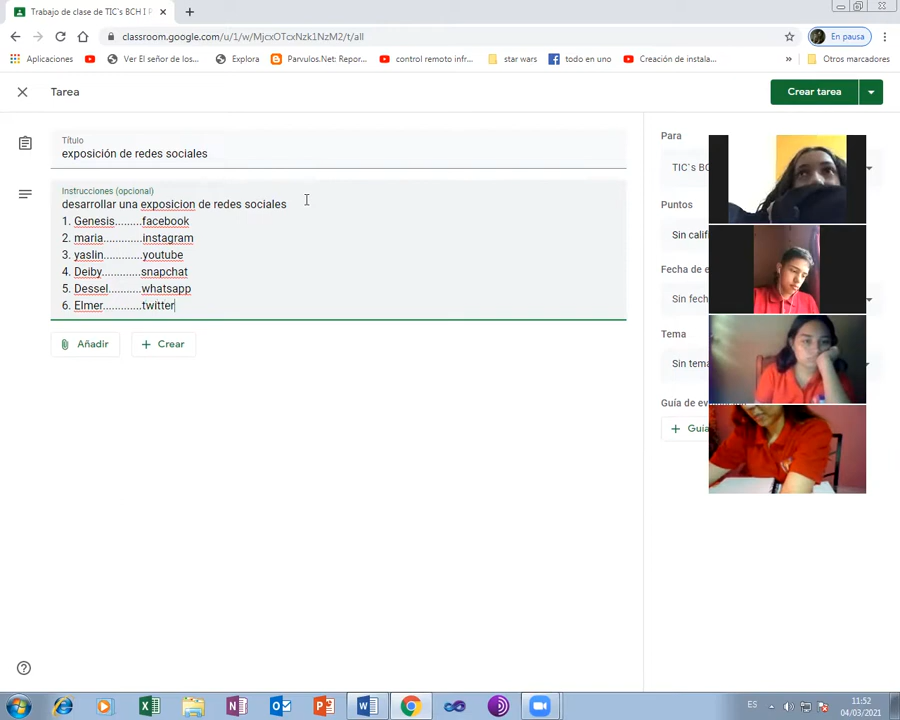 Trabajo de clase de TIC`s BCH I P
classroom.google.com/u/1/w/MjcxOTcxNzk1NzM2/t/all
En pausa
Aplicaciones
Ver El señor de los...
Explora
Parvulos.Net: Repor...
control remoto infr...
star wars
todo en uno
Creación de instala...
»
Otros marcadores
Tarea
Crear tarea
Título
exposición de redes sociales
Instrucciones (opcional)
desarrollar una exposicion de redes sociales
1. Genesis.........facebook
2. maria............instagram
3. yaslin............youtube
4. Deiby............snapchat
5. Dessel..........whatsapp
6. Elmer............twitter
Añadir
Crear
Para
TIC`s BC
Puntos
Sin calif
Fecha de e
Sin fech
Tema
Sin tema
Guía de ev
Guía
ES
11:52
04/03/2021